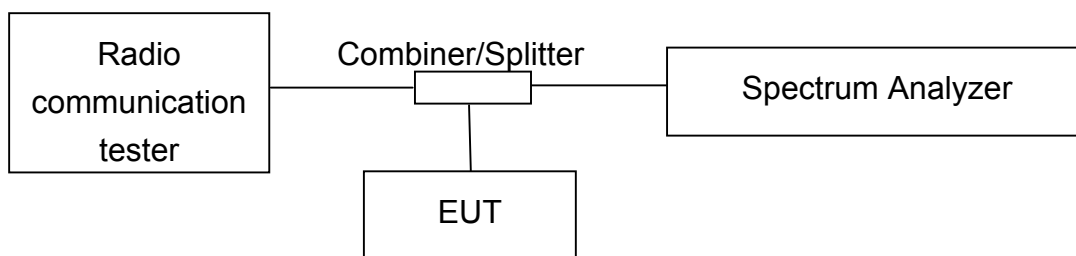 Radio
communication
tester
Combiner/Splitter
Spectrum Analyzer
EUT